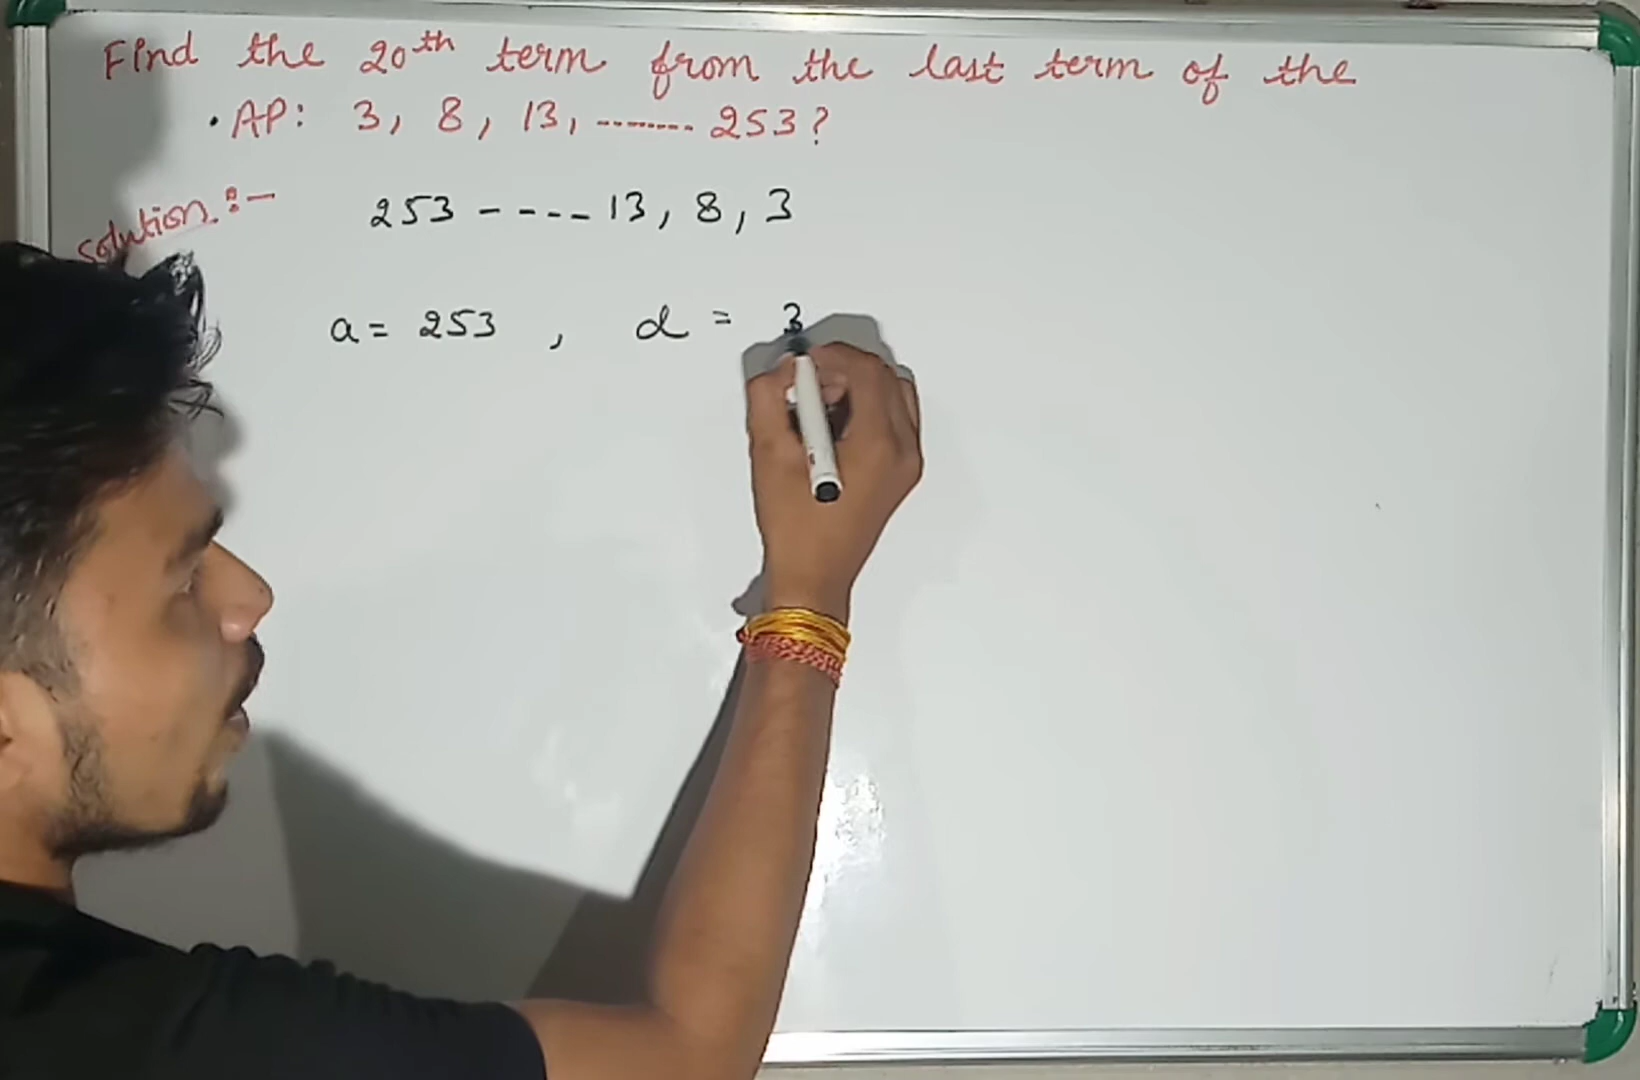 Find the 20th term from the last term of the
• AP: 3, 8, 13, -------- 253?
Solution:-
253 ---- 13, 8, 3
a = 253 , d = 3